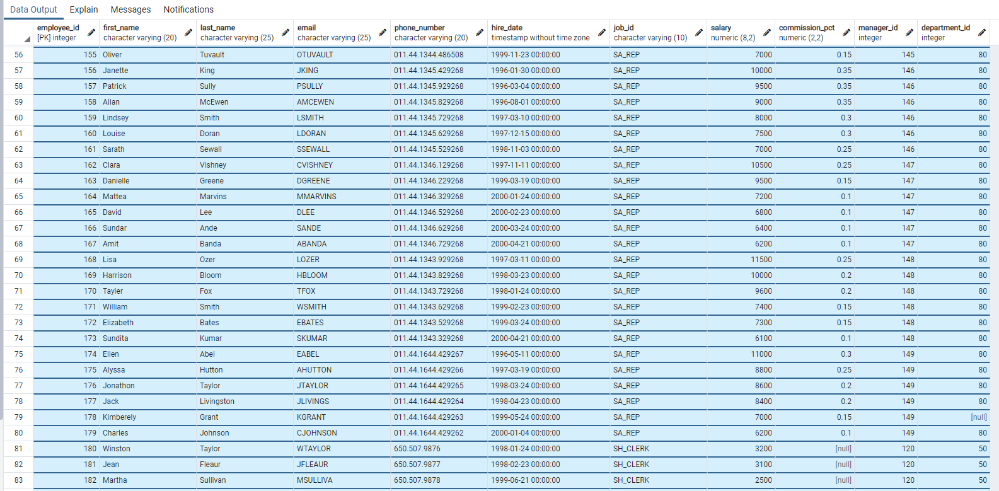 Data Output Explain Messages Notifications
employee_id first_name last_name email phone_number hire_date job_id salary commission_pct manager_id department_id
[PK] integer character varying (20) character varying (25) character varying (25) character varying (20) timestamp without time zone character varying (10) numeric (8,2) numeric (2,2) integer integer
56 155 Oliver Tuvault OTUVAULT 011.44.1344.486508 1999-11-23 00:00:00 SA_REP 7000 0.15 145 80
57 156 Janette King JKING 011.44.1345.429268 1996-01-30 00:00:00 SA_REP 10000 0.35 146 80
58 157 Patrick Sully PSULLY 011.44.1345.929268 1996-03-04 00:00:00 SA_REP 9500 0.35 146 80
59 158 Allan McEwen AMCEWEN 011.44.1345.829268 1996-08-01 00:00:00 SA_REP 9000 0.35 146 80
60 159 Lindsey Smith LSMITH 011.44.1345.729268 1997-03-10 00:00:00 SA_REP 8000 0.3 146 80
61 160 Louise Doran LDORAN 011.44.1345.629268 1997-12-15 00:00:00 SA_REP 7500 0.3 146 80
62 161 Sarath Sewall SSEWALL 011.44.1345.529268 1998-11-03 00:00:00 SA_REP 7000 0.25 146 80
63 162 Clara Vishney CVISHNEY 011.44.1346.129268 1997-11-11 00:00:00 SA_REP 10500 0.25 147 80
64 163 Danielle Greene DGREENE 011.44.1346.229268 1999-03-19 00:00:00 SA_REP 9500 0.15 147 80
65 164 Mattea Marvins MMARVINS 011.44.1346.329268 2000-01-24 00:00:00 SA_REP 7200 0.1 147 80
66 165 David Lee DLEE 011.44.1346.529268 2000-02-23 00:00:00 SA_REP 6800 0.1 147 80
67 166 Sundar Ande SANDE 011.44.1346.629268 2000-03-24 00:00:00 SA_REP 6400 0.1 147 80
68 167 Amit Banda ABANDA 011.44.1346.729268 2000-04-21 00:00:00 SA_REP 6200 0.1 147 80
69 168 Lisa Ozer LOZER 011.44.1343.929268 1997-03-11 00:00:00 SA_REP 11500 0.25 148 80
70 169 Harrison Bloom HBLOOM 011.44.1343.829268 1998-03-23 00:00:00 SA_REP 10000 0.2 148 80
71 170 Tayler Fox TFOX 011.44.1343.729268 1998-01-24 00:00:00 SA_REP 9600 0.2 148 80
72 171 William Smith WSMITH 011.44.1343.629268 1999-02-23 00:00:00 SA_REP 7400 0.15 148 80
73 172 Elizabeth Bates EBATES 011.44.1343.529268 1999-03-24 00:00:00 SA_REP 7300 0.15 148 80
74 173 Sundita Kumar SKUMAR 011.44.1343.329268 2000-04-21 00:00:00 SA_REP 6100 0.1 148 80
75 174 Ellen Abel EABEL 011.44.1644.429267 1996-05-11 00:00:00 SA_REP 11000 0.3 149 80
76 175 Alyssa Hutton AHUTTON 011.44.1644.429266 1997-03-19 00:00:00 SA_REP 8800 0.25 149 80
77 176 Jonathon Taylor JTAYLOR 011.44.1644.429265 1998-03-24 00:00:00 SA_REP 8600 0.2 149 80
78 177 Jack Livingston JLIVINGS 011.44.1644.429264 1998-04-23 00:00:00 SA_REP 8400 0.2 149 80
79 178 Kimberely Grant KGRANT 011.44.1644.429263 1999-05-24 00:00:00 SA_REP 7000 0.15 149 [null]
80 179 Charles Johnson CJOHNSON 011.44.1644.429262 2000-01-04 00:00:00 SA_REP 6200 0.1 149 80
81 180 Winston Taylor WTAYLOR 650.507.9876 1998-01-24 00:00:00 SH_CLERK 3200 [null] 120 50
82 181 Jean Fleaur JFLEAUR 650.507.9877 1998-02-23 00:00:00 SH_CLERK 3100 [null] 120 50
83 182 Martha Sullivan MSULLIVA 650.507.9878 1999-06-21 00:00:00 SH_CLERK 2500 [null] 120 50